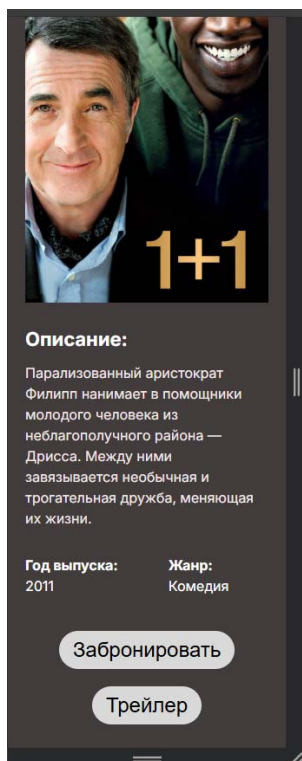 1+1
Описание:
Парализованный аристократ
Филипп нанимает в помощники
молодого человека из
неблагополучного района —
Дрисса. Между ними
завязывается необычная и
трогательная дружба, меняющая
их жизни.
Год выпуска: Жанр:
2011 Комедия
Забронировать
Трейлер